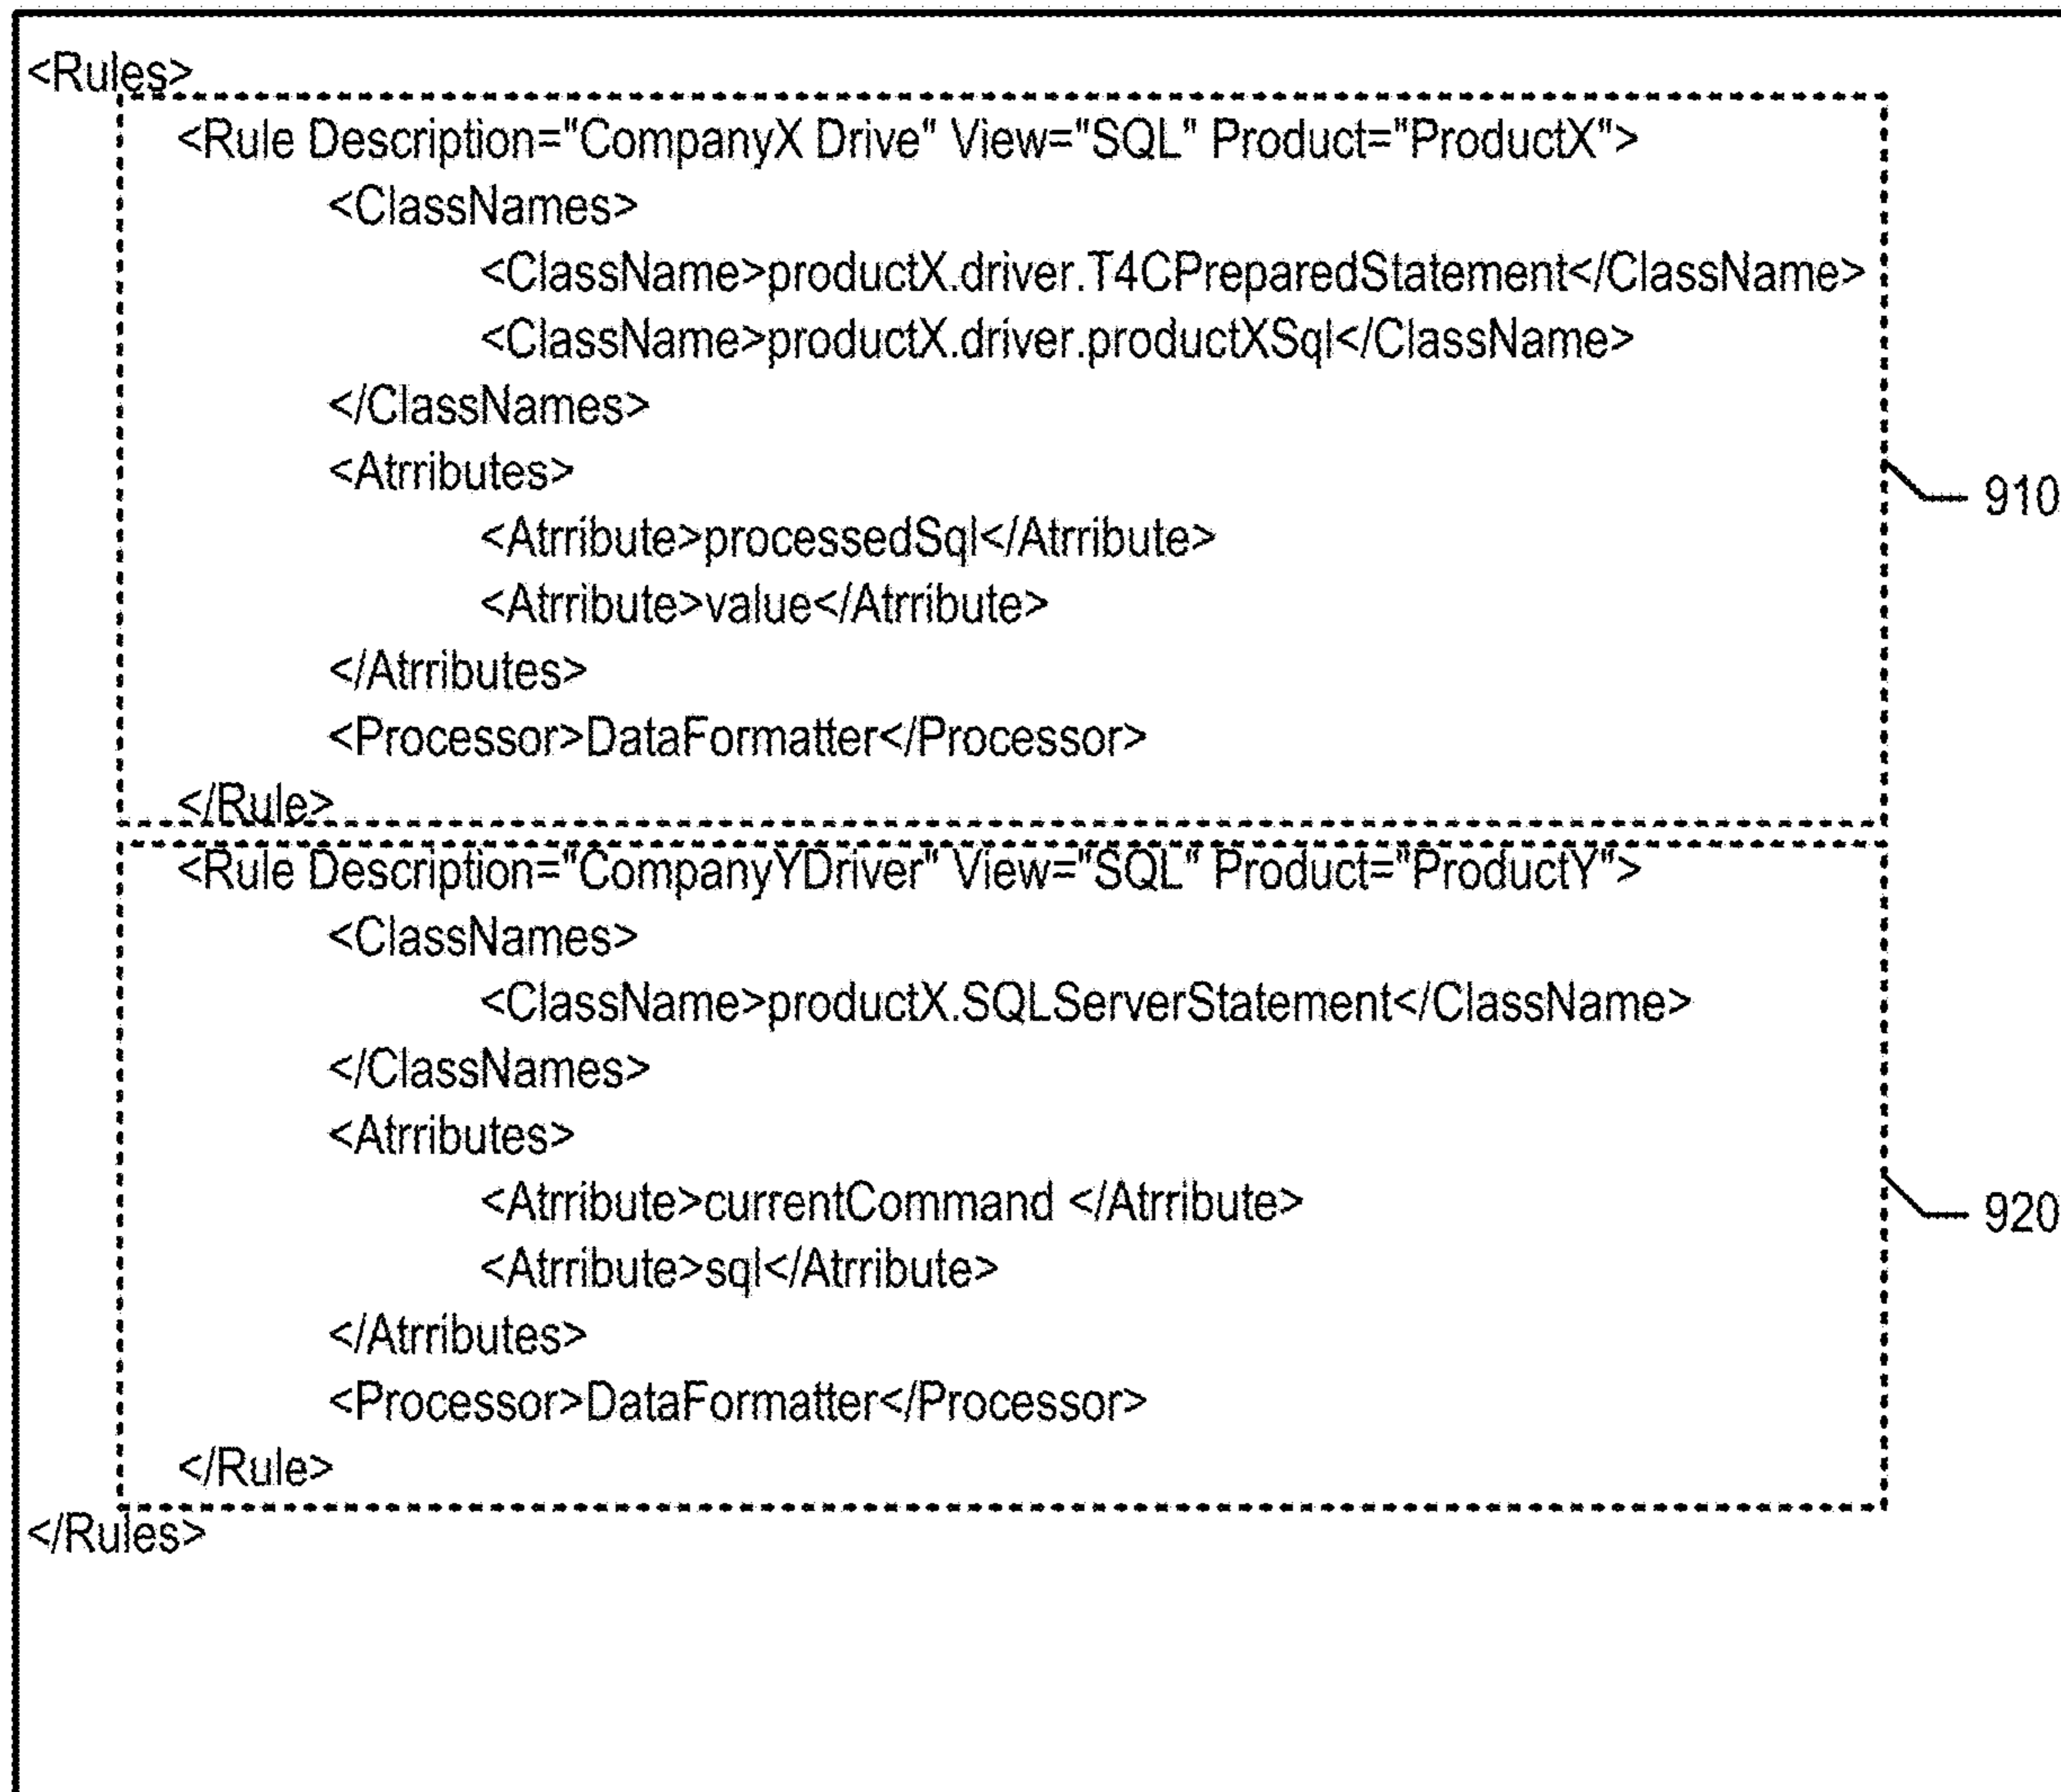 <Rules>
<Rule Description="CompanyX Drive" View="SQL" Product="ProductX">
<ClassNames>
<ClassName>productX.driver.T4CPreparedStatement</ClassName>
<ClassName>productX.driver.productXSql</ClassName>
</ClassNames>
<Atrributes>
910
<Atrribute>processedSql</Atrribute>
<Atrribute>value</Atrribute>
</Atrributes>
<Processor>DataFormatter</Processor>
</Rule>
<Rule Description="CompanyYDriver" View="SQL" Product="ProductY">
<ClassNames>
<ClassName>productX.SQLServerStatement</ClassName>
</ClassNames>
<Atrributes>
<Atrribute>currentCommand </Atrribute>
920
<Atrribute>sql</Atrribute>
</Atrributes>
<Processor>DataFormatter</Processor>
</Rule>
</Rules>